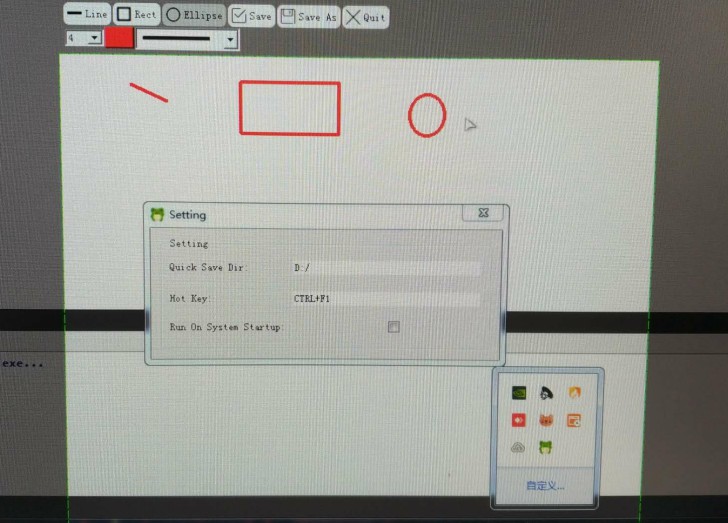 Line Rect Ellipse Save Save As Quit
4
Setting
Setting
Quick Save Dir: D:/
Hot Key: CTRL+F1
Run On System Startup:
exe...
自定义...